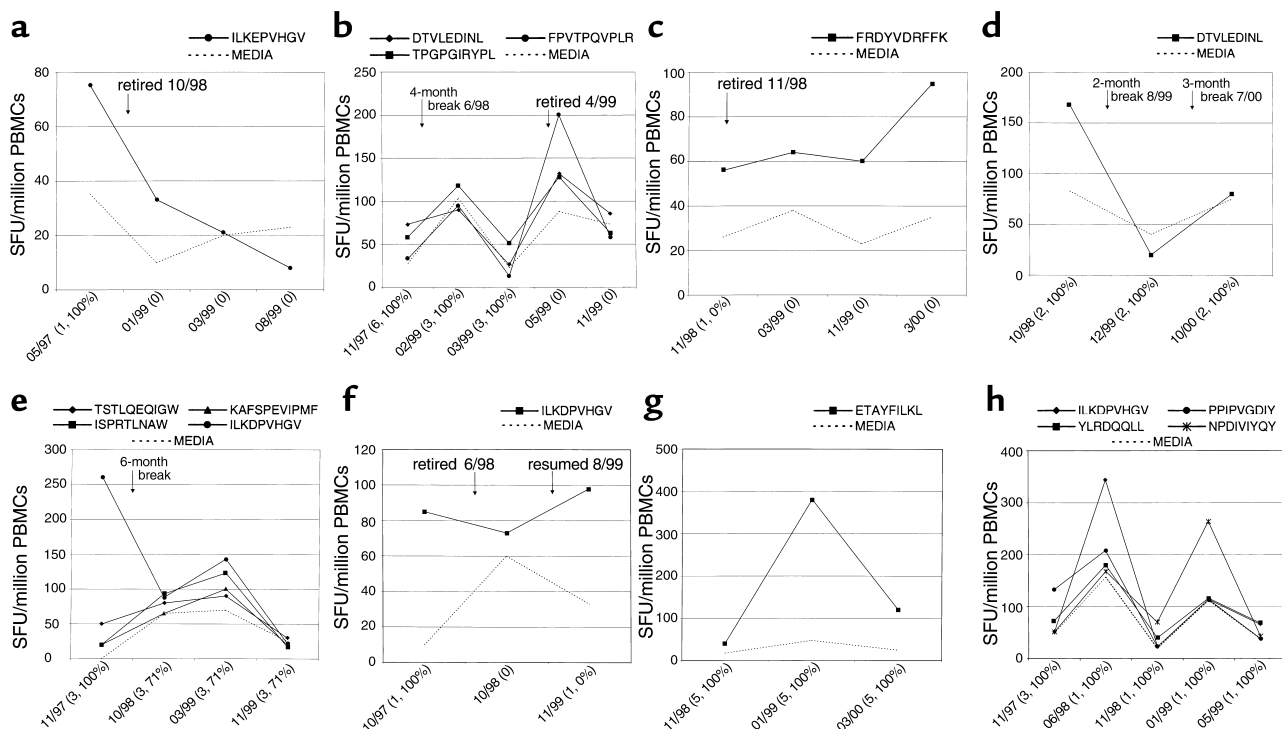 a
ILKEPVHGV
MEDIA
SFU/million PBMCs
80
60
40
20
0
retired 10/98
05/97 (1, 100%)
01/99 (0)
03/99 (0)
08/99 (0)
b
DTVLEDINL
FPVTPQVPLR
TPGPGIRYPL
MEDIA
SFU/million PBMCs
250
200
150
100
50
0
4-month
break 6/98
retired 4/99
11/97 (6, 100%)
02/99 (3, 100%)
03/99 (3, 100%)
05/99 (0)
11/99 (0)
c
FRDYVDRFFK
MEDIA
SFU/million PBMCs
100
80
60
40
20
0
retired 11/98
11/98 (1, 0%)
03/99 (0)
11/99 (0)
3/00 (0)
d
DTVLEDINL
MEDIA
SFU/million PBMCs
200
150
100
50
0
2-month
break 8/99
3-month
break 7/00
10/98 (2, 100%)
12/99 (2, 100%)
10/00 (2, 100%)
e
TSTLQEQIGW
KAFSPEVIPMF
ISPRTLNAW
ILKDPVHGV
MEDIA
SFU/million PBMCs
300
250
200
150
100
50
0
6-month
break
11/97 (3, 100%)
10/98 (3, 71%)
03/99 (3, 71%)
11/99 (3, 71%)
f
ILKDPVHGV
MEDIA
SFU/million PBMCs
120
100
80
60
40
20
0
retired 6/98
resumed 8/99
10/97 (1, 100%)
10/98 (0)
11/99 (1, 0%)
g
ETAYFILKL
MEDIA
SFU/million PBMCs
500
400
300
200
100
0
11/98 (5, 100%)
01/99 (5, 100%)
03/00 (5, 100%)
h
ILKDPVHGV
PPIPVGDIY
YLRDQQLL
NPDIVIYQY
MEDIA
SFU/million PBMCs
400
300
200
100
0
11/97 (3, 100%)
06/98 (1, 100%)
11/98 (1, 100%)
01/99 (1, 100%)
05/99 (1, 100%)